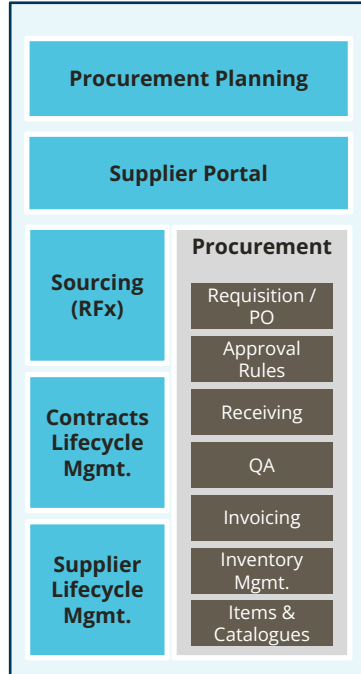 Procurement Planning
Supplier Portal
Sourcing
(RFx)
Contracts
Lifecycle
Mgmt.
Supplier
Lifecycle
Mgmt.
Procurement
Requisition /
PO
Approval
Rules
Receiving
QA
Invoicing
Inventory
Mgmt.
Items &
Catalogues